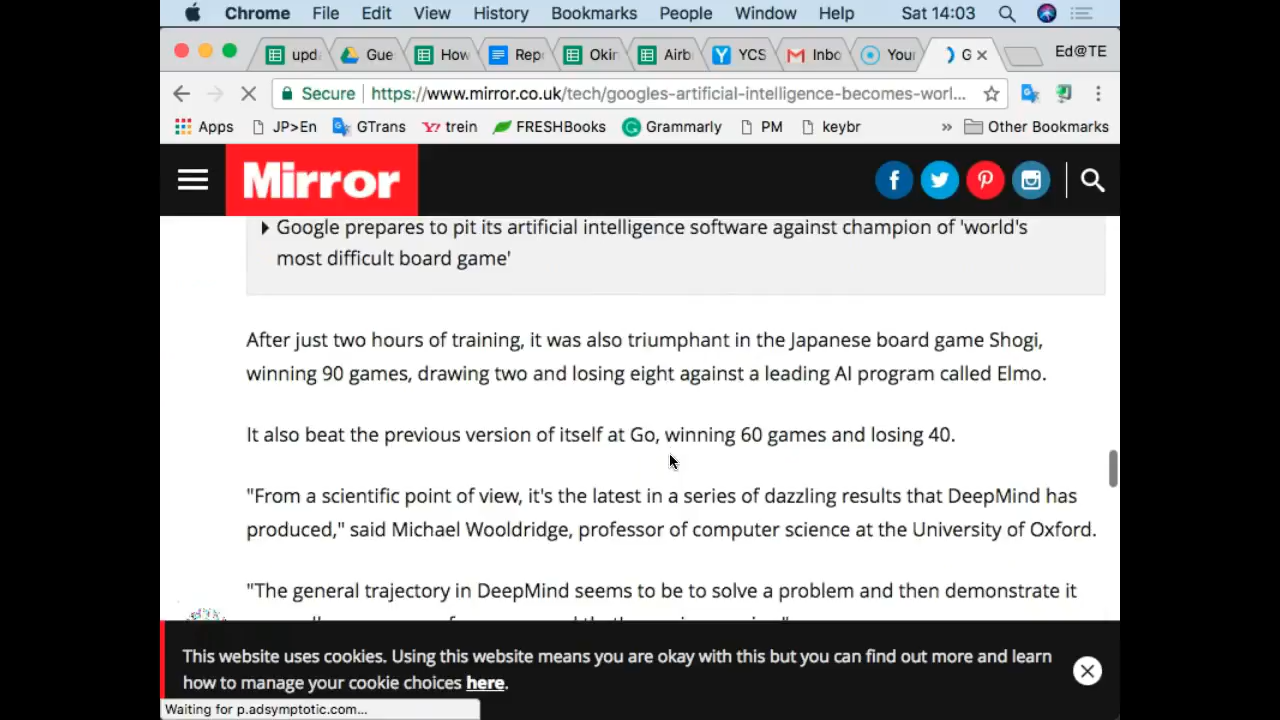 Chrome File Edit View History Bookmarks People Window Help Sat 14:03
upd Gue How Rep Okin Airb YCS Inbo Your G Ed@TE
Secure https://www.mirror.co.uk/tech/googles-artificial-intelligence-becomes-worl...
Apps JP>En GTrans trein FRESHBooks Grammarly PM keybr » Other Bookmarks
Mirror
Google prepares to pit its artificial intelligence software against champion of 'world's
most difficult board game'
After just two hours of training, it was also triumphant in the Japanese board game Shogi,
winning 90 games, drawing two and losing eight against a leading AI program called Elmo.
It also beat the previous version of itself at Go, winning 60 games and losing 40.
"From a scientific point of view, it's the latest in a series of dazzling results that DeepMind has
produced," said Michael Wooldridge, professor of computer science at the University of Oxford.
"The general trajectory in DeepMind seems to be to solve a problem and then demonstrate it
This website uses cookies. Using this website means you are okay with this but you can find out more and learn
how to manage your cookie choices here.
Waiting for p.adsymptotic.com...